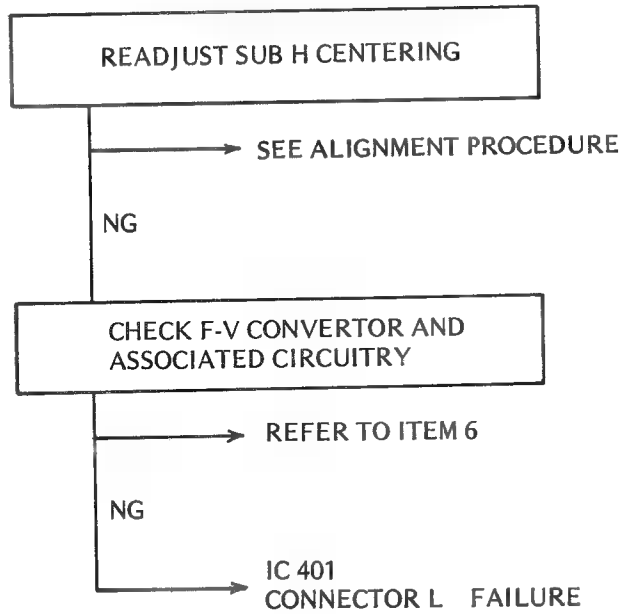 READJUST SUB H CENTERING
SEE ALIGNMENT PROCEDURE
NG
CHECK F-V CONVERTOR AND
ASSOCIATED CIRCUITRY
REFER TO ITEM 6
NG
IC 401
CONNECTOR L FAILURE